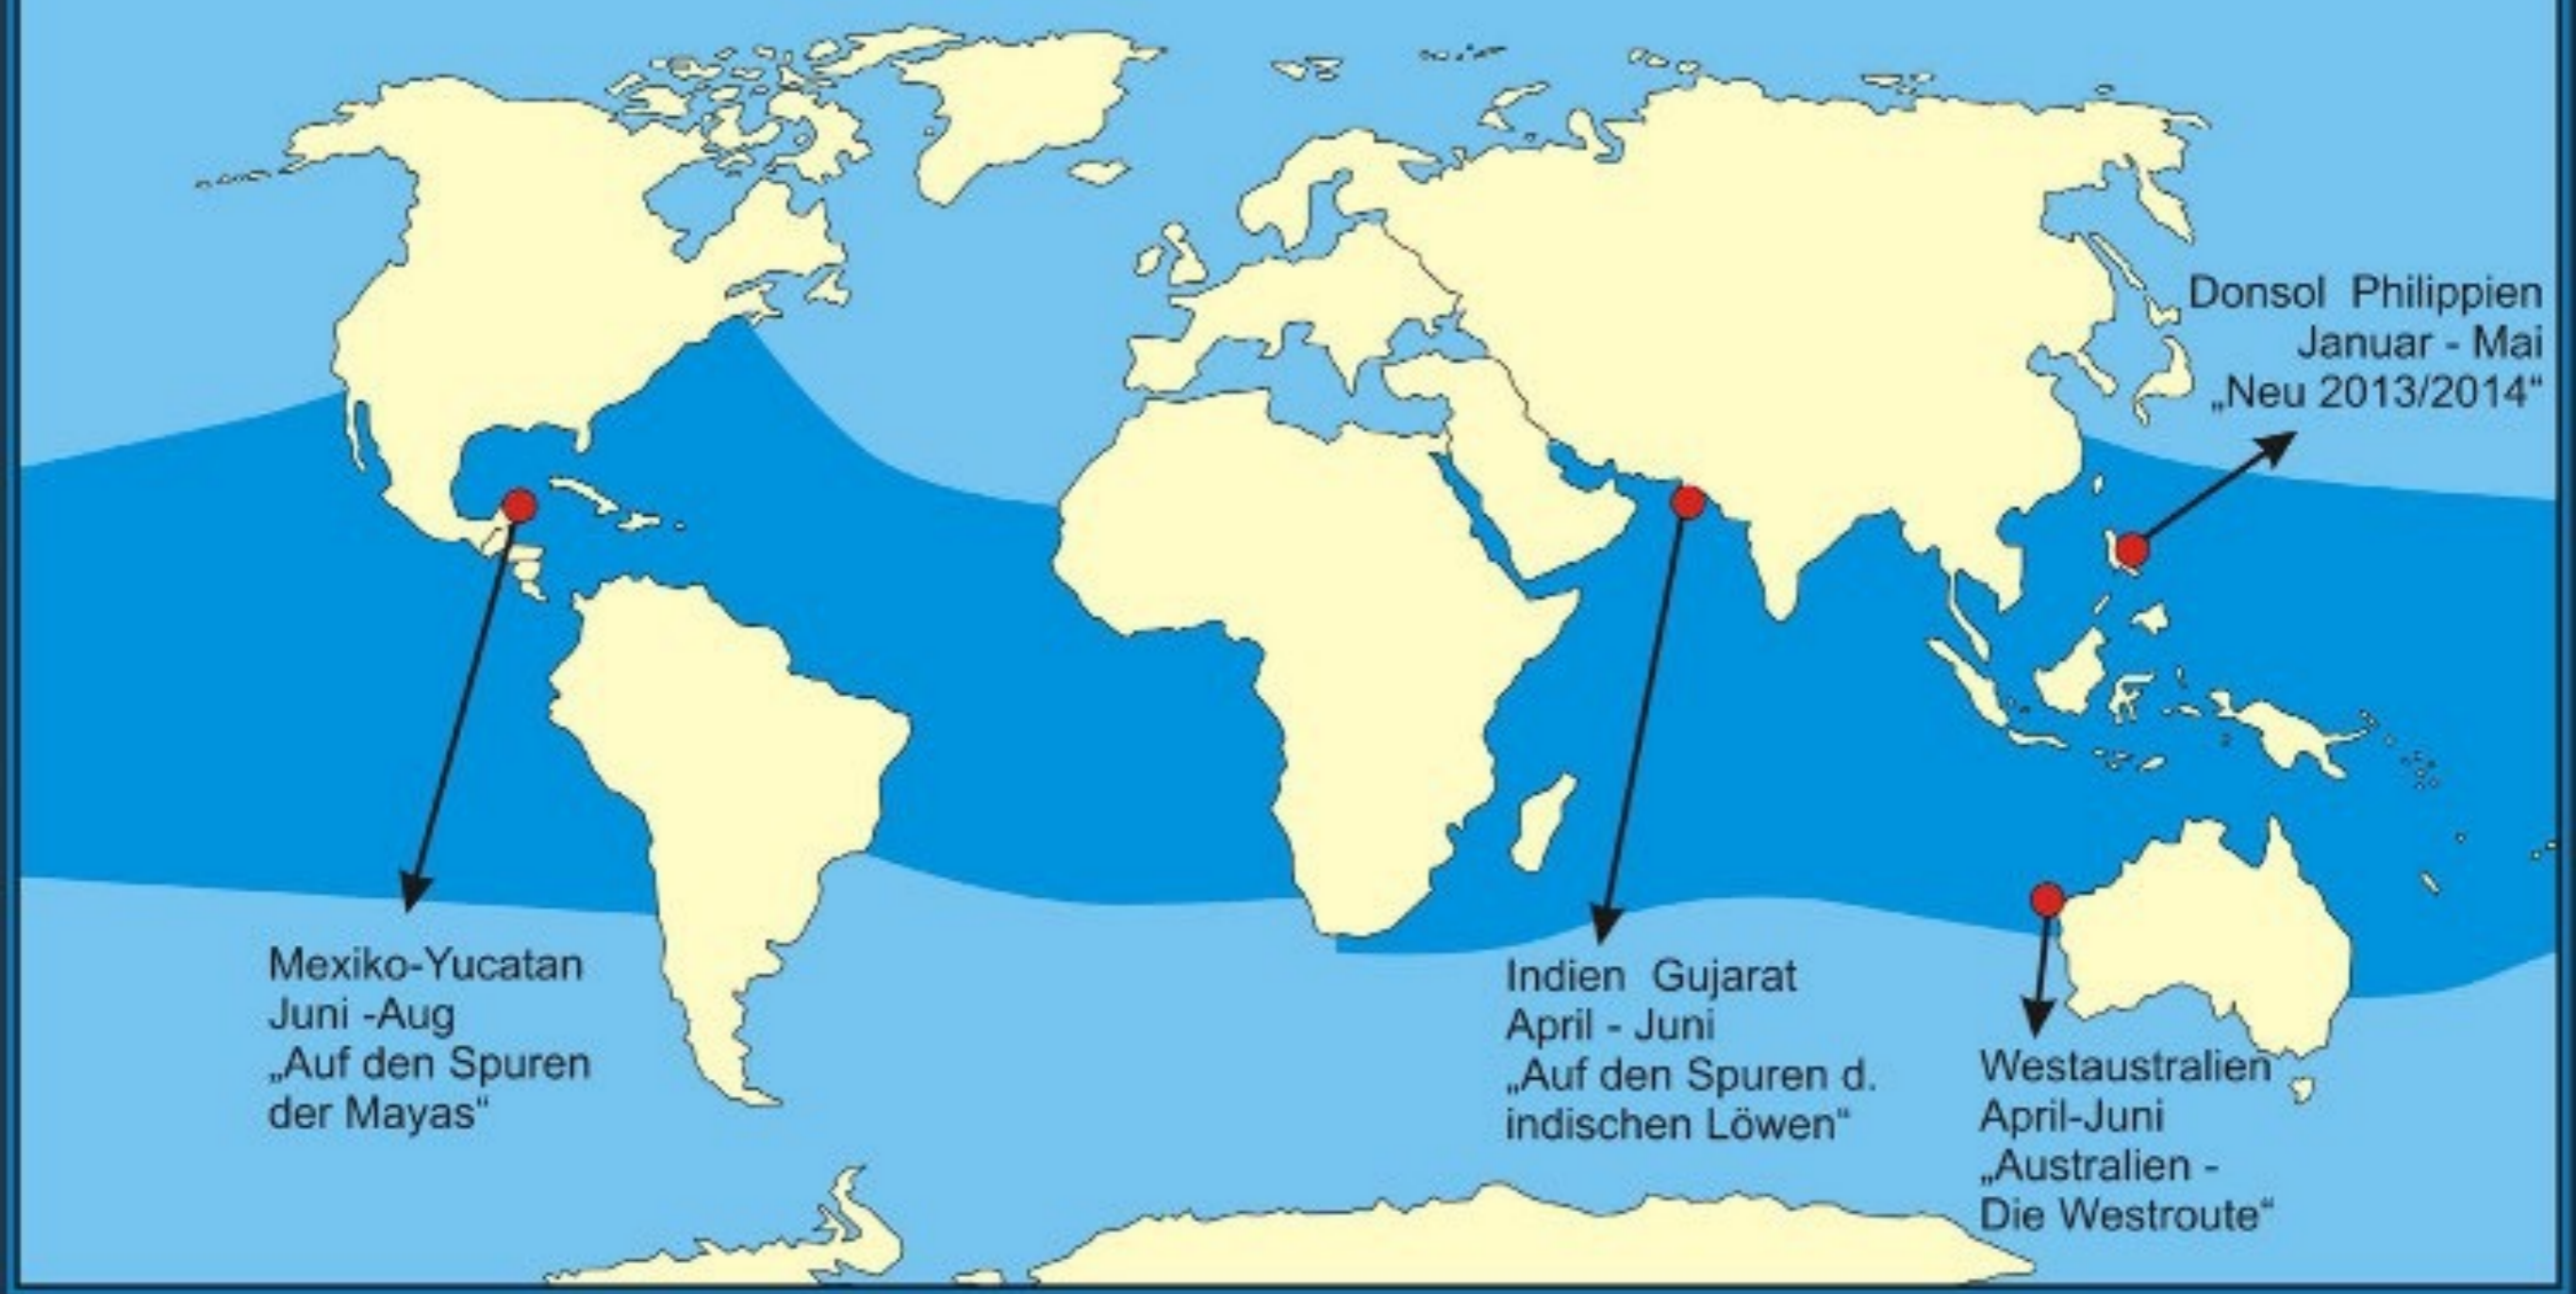 Donsol Philippien
Januar - Mai
„Neu 2013/2014“
Mexiko-Yucatan
Juni -Aug
„Auf den Spuren
der Mayas“
Indien Gujarat
April - Juni
„Auf den Spuren d.
indischen Löwen“
Westaustralien
April-Juni
„Australien -
Die Westroute“